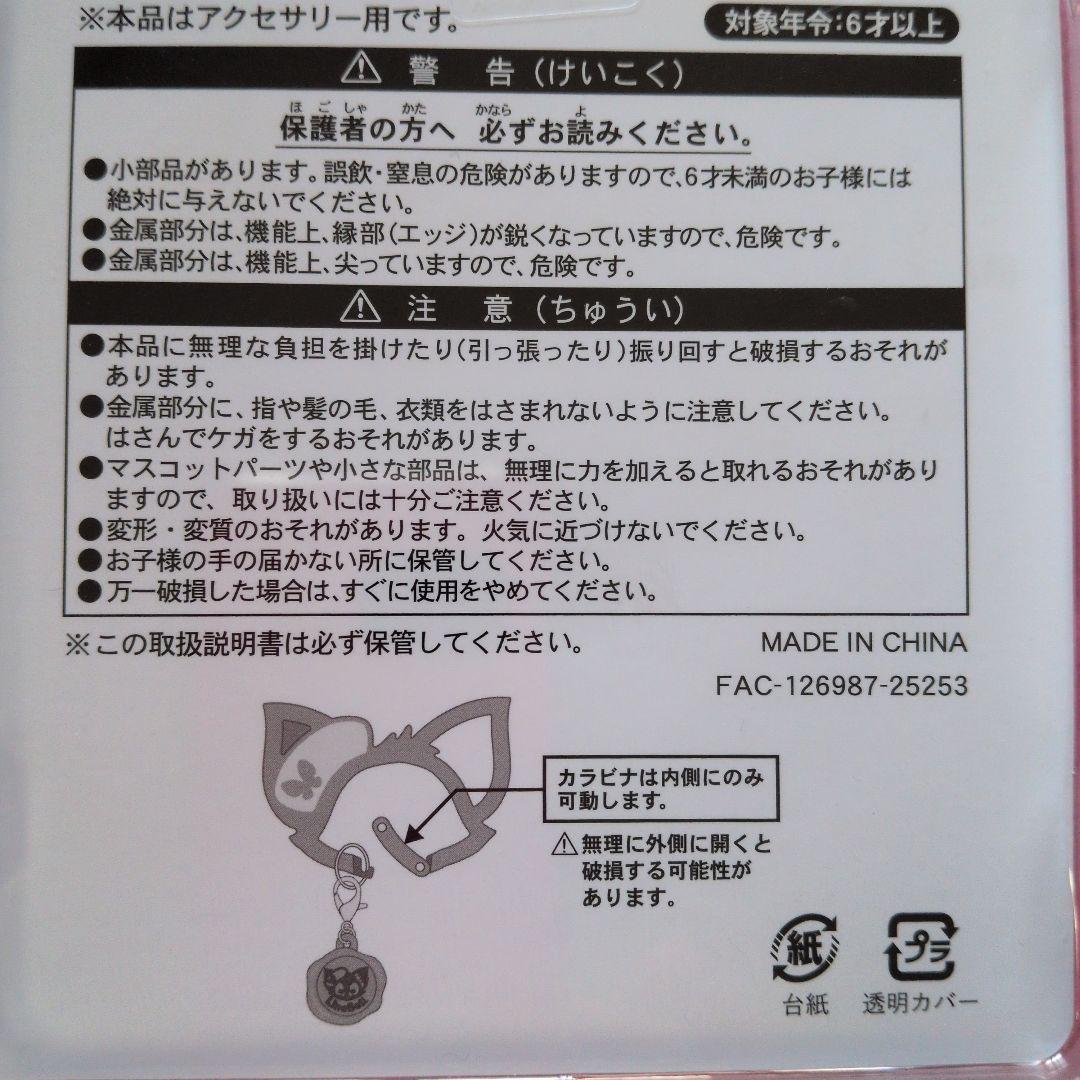 ※本品はアクセサリー用です。
対象年令:6才以上
⚠ 警 告 (けいこく)
ほごしゃ かた かなら よ
保護者の方へ 必ずお読みください。
●小部品があります。誤飲・窒息の危険がありますので、6才未満のお子様には
絶対に与えないでください。
●金属部分は、機能上、縁部(エッジ)が鋭くなっていますので、危険です。
●金属部分は、機能上、尖っていますので、危険です。
⚠ 注 意 (ちゅうい)
●本品に無理な負担を掛けたり(引っ張ったり)振り回すと破損するおそれが
あります。
●金属部分に、指や髪の毛、衣類をはさまれないように注意してください。
はさんでケガをするおそれがあります。
●マスコットパーツや小さな部品は、無理に力を加えると取れるおそれがあり
ますので、取り扱いには十分ご注意ください。
●変形・変質のおそれがあります。火気に近づけないでください。
●お子様の手の届かない所に保管してください。
●万一破損した場合は、すぐに使用をやめてください。
※この取扱説明書は必ず保管してください。
MADE IN CHINA
FAC-126987-25253
カラビナは内側にのみ
可動します。
⚠無理に外側に開くと
破損する可能性が
あります。
紙
プラ
台紙
透明カバー